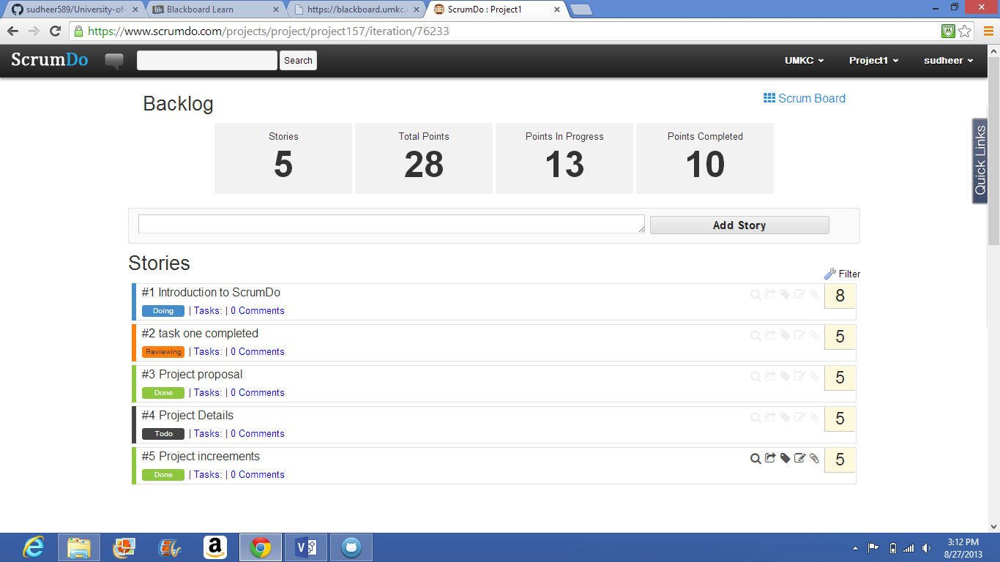 sudheer589/University-of-
Blackboard Learn
https://blackboard.umkc.
ScrumDo : Project1
https://www.scrumdo.com/projects/project/project157/iteration/76233
ScrumDo
Search
UMKC
Project1
sudheer
Backlog
Scrum Board
Quick Links
Stories
Total Points
Points In Progress
Points Completed
5
28
13
10
Add Story
Stories
Filter
#1 Introduction to ScrumDo
8
Doing | Tasks: | 0 Comments
#2 task one completed
5
Reviewing | Tasks: | 0 Comments
#3 Project proposal
5
Done | Tasks: | 0 Comments
#4 Project Details
5
Todo | Tasks: | 0 Comments
#5 Project increements
5
Done | Tasks: | 0 Comments
3:12 PM
8/27/2013